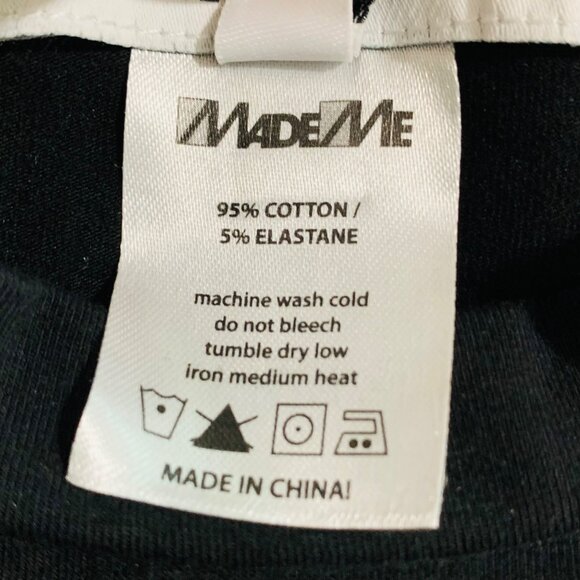 MADEME
95% COTTON /
5% ELASTANE
machine wash cold
do not bleech
tumble dry low
iron medium heat
MADE IN CHINA!